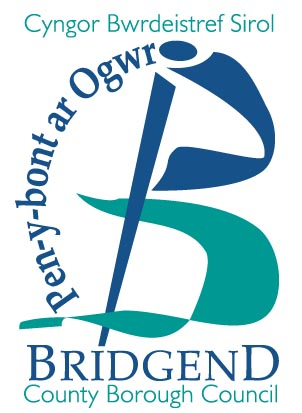 Cyngor Bwrdeistref Sirol
Pen-y-bont ar Ogwr
BRIDGEND
County Borough Council